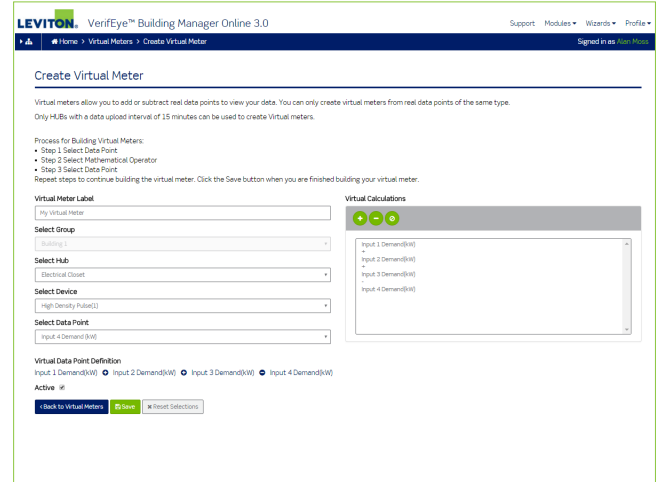 LEVITON® VerifEye™ Building Manager Online 3.0
Support Modules Wizards Profile
Home > Virtual Meters > Create Virtual Meter
Signed in as Alan Moss
Create Virtual Meter
Virtual meters allow you to add or subtract real data points to view your data. You can only create virtual meters from real data points of the same type.
Only HUBs with a data upload interval of 15 minutes can be used to create Virtual meters.
Process for Building Virtual Meters:
• Step 1 Select Data Point
• Step 2 Select Mathematical Operator
• Step 3 Select Data Point
Repeat steps to continue building the virtual meter. Click the Save button when you are finished building your virtual meter.
Virtual Meter Label
My Virtual Meter
Select Group
Building 1
Select Hub
Electrical Closet
Select Device
High Density Pulse(1)
Select Data Point
Input 4 Demand (kW)
Virtual Calculations
Input 1 Demand(kW)
+
Input 2 Demand(kW)
+
Input 3 Demand(kW)
-
Input 4 Demand(kW)
Virtual Data Point Definition
Input 1 Demand(kW) + Input 2 Demand(kW) + Input 3 Demand(kW) - Input 4 Demand(kW)
Active
<Back to Virtual Meters Save Reset Selections